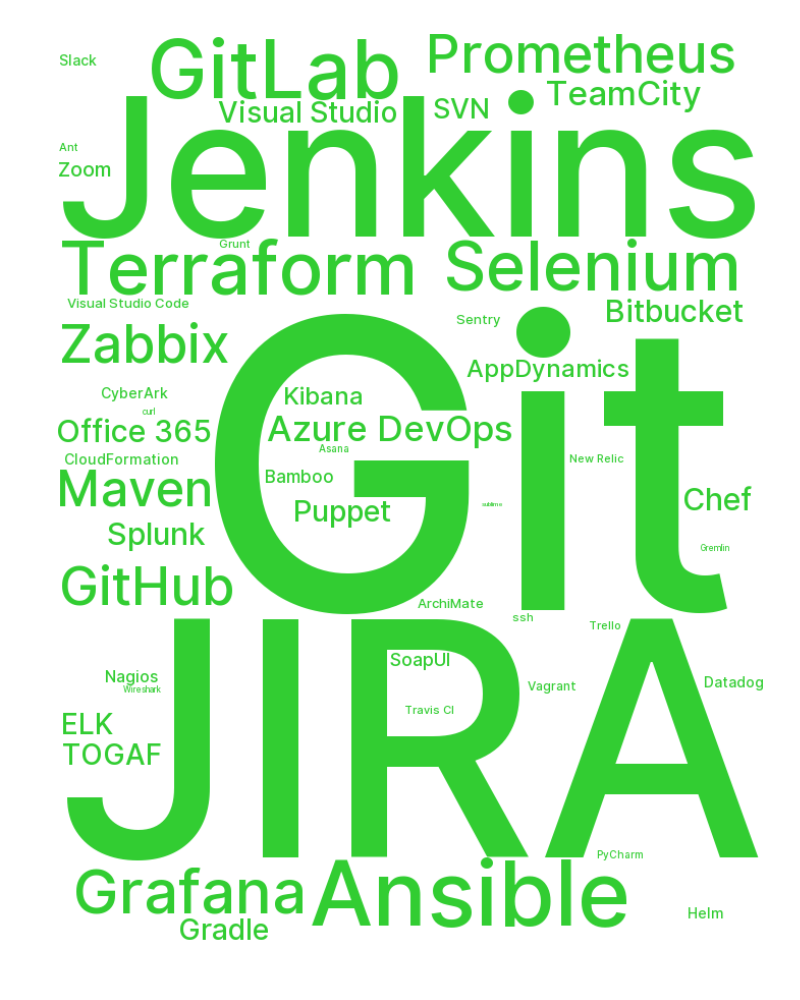 Slack
GitLab
Prometheus
Visual Studio
SVN
TeamCity
Jenkins
Ant
Zoom
Terraform
Grunt
Selenium
Visual Studio Code
Sentry
Bitbucket
Zabbix
AppDynamics
Git
CyberArk
Kibana
curl
Office 365
Azure DevOps
Asana
CloudFormation
New Relic
Maven
Bamboo
Chef
sublime
Puppet
Splunk
Gremlin
GitHub
ArchiMate
ssh
Trello
JIRA
SoapUI
Nagios
Wireshark
Vagrant
Datadog
Travis CI
ELK
TOGAF
PyCharm
Grafana
Ansible
Helm
Gradle